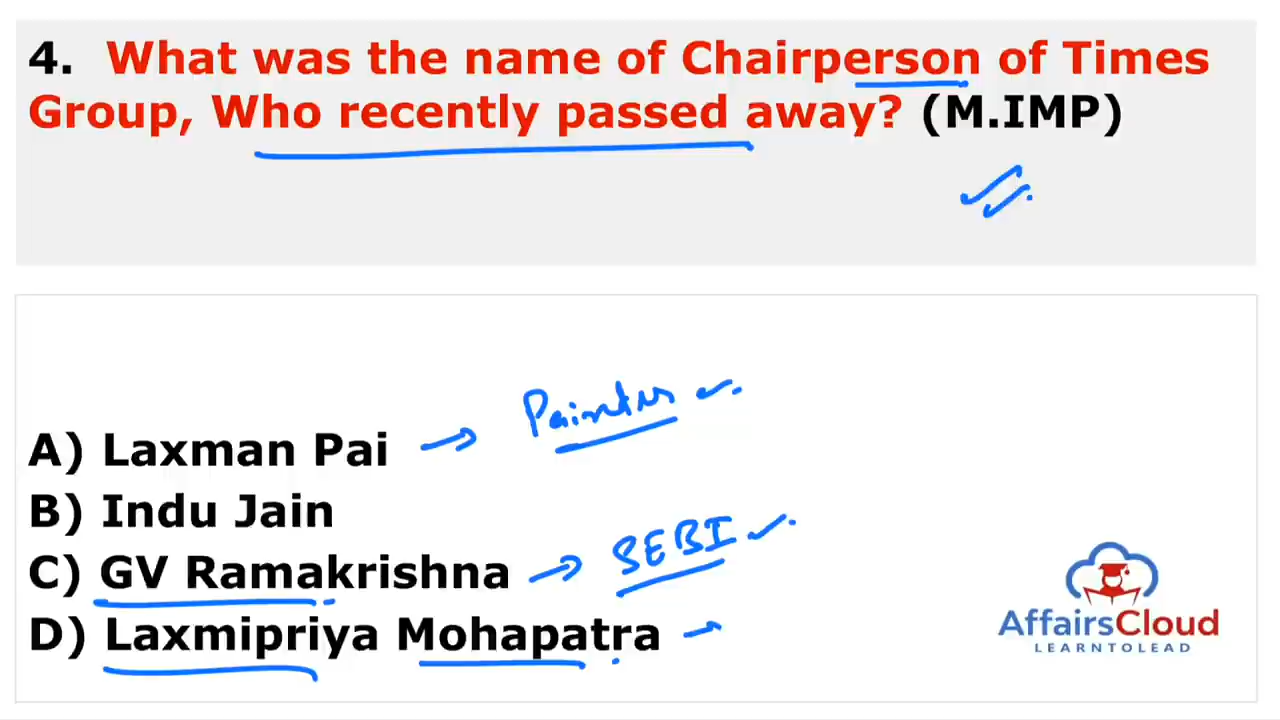 4. What was the name of Chairperson of Times
Group, Who recently passed away? (M.IMP)
Painter
A) Laxman Pai
B) Indu Jain
SEBI
C) GV Ramakrishna
D) Laxmipriya Mohapatra
AffairsCloud
LEARNTOLEAD